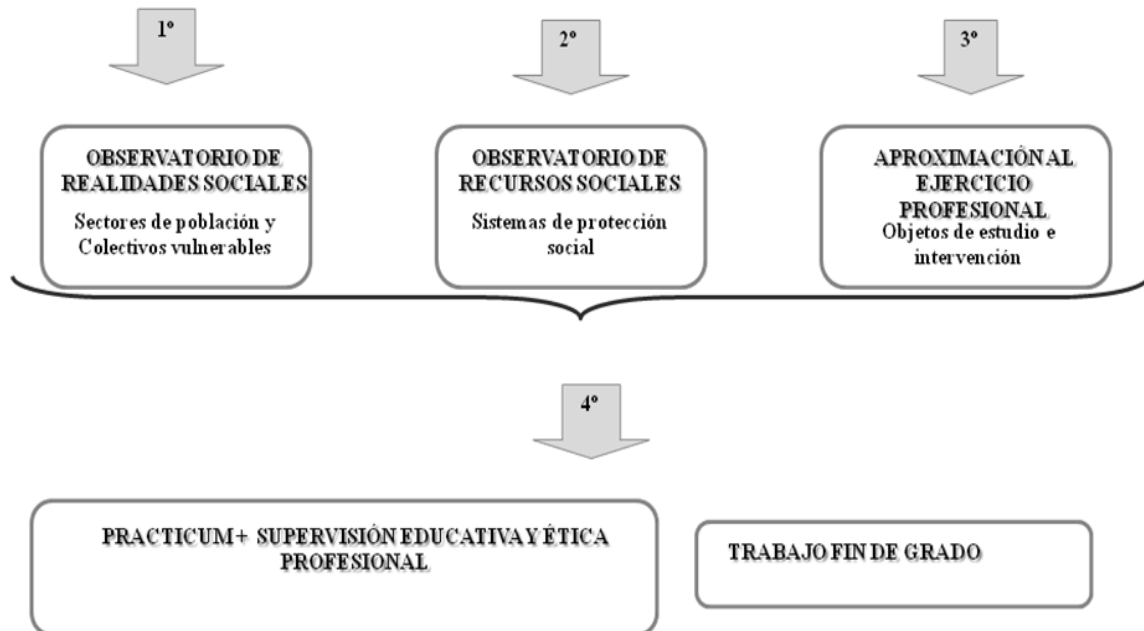 1º
2º
3º
OBSERVATORIO DE
REALIDADES SOCIALES
Sectores de población y
Colectivos vulnerables
OBSERVATORIO DE
RECURSOS SOCIALES
Sistemas de protección
social
APROXIMACIÓN AL
EJERCICIO
PROFESIONAL
Objetos de estudio e
intervención
4º
PRACTICUM+ SUPERVISIÓN EDUCATIVA Y ÉTICA
PROFESIONAL
TRABAJO FIN DE GRADO